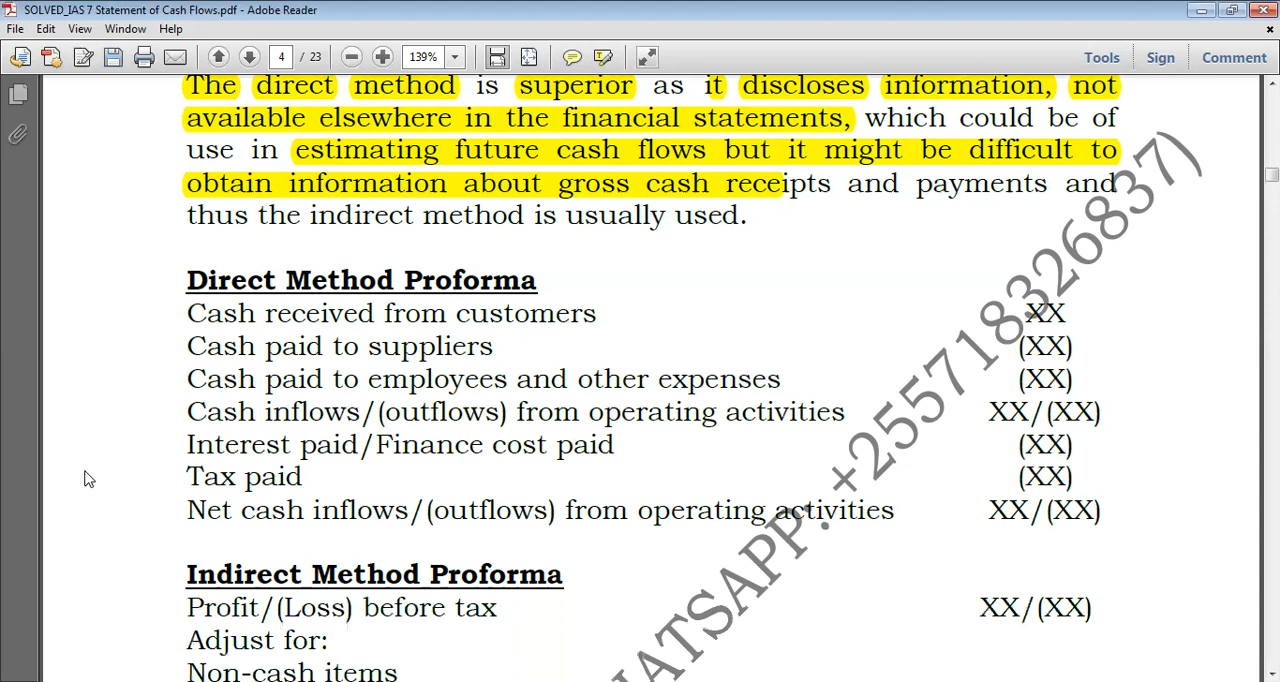 SOLVED_IAS 7 Statement of Cash Flows.pdf - Adobe Reader
File Edit View Window Help
4 / 23 139% Tools Sign Comment
The direct method is superior as it discloses information, not
available elsewhere in the financial statements, which could be of
use in estimating future cash flows but it might be difficult to
obtain information about gross cash receipts and payments and
thus the indirect method is usually used.
Direct Method Proforma
Cash received from customers XX
Cash paid to suppliers (XX)
Cash paid to employees and other expenses (XX)
Cash inflows/(outflows) from operating activities XX/(XX)
Interest paid/Finance cost paid (XX)
Tax paid (XX)
Net cash inflows/(outflows) from operating activities XX/(XX)
Indirect Method Proforma
Profit/(Loss) before tax XX/(XX)
Adjust for:
Non-cash items
WHATSAPP: +255718326837)